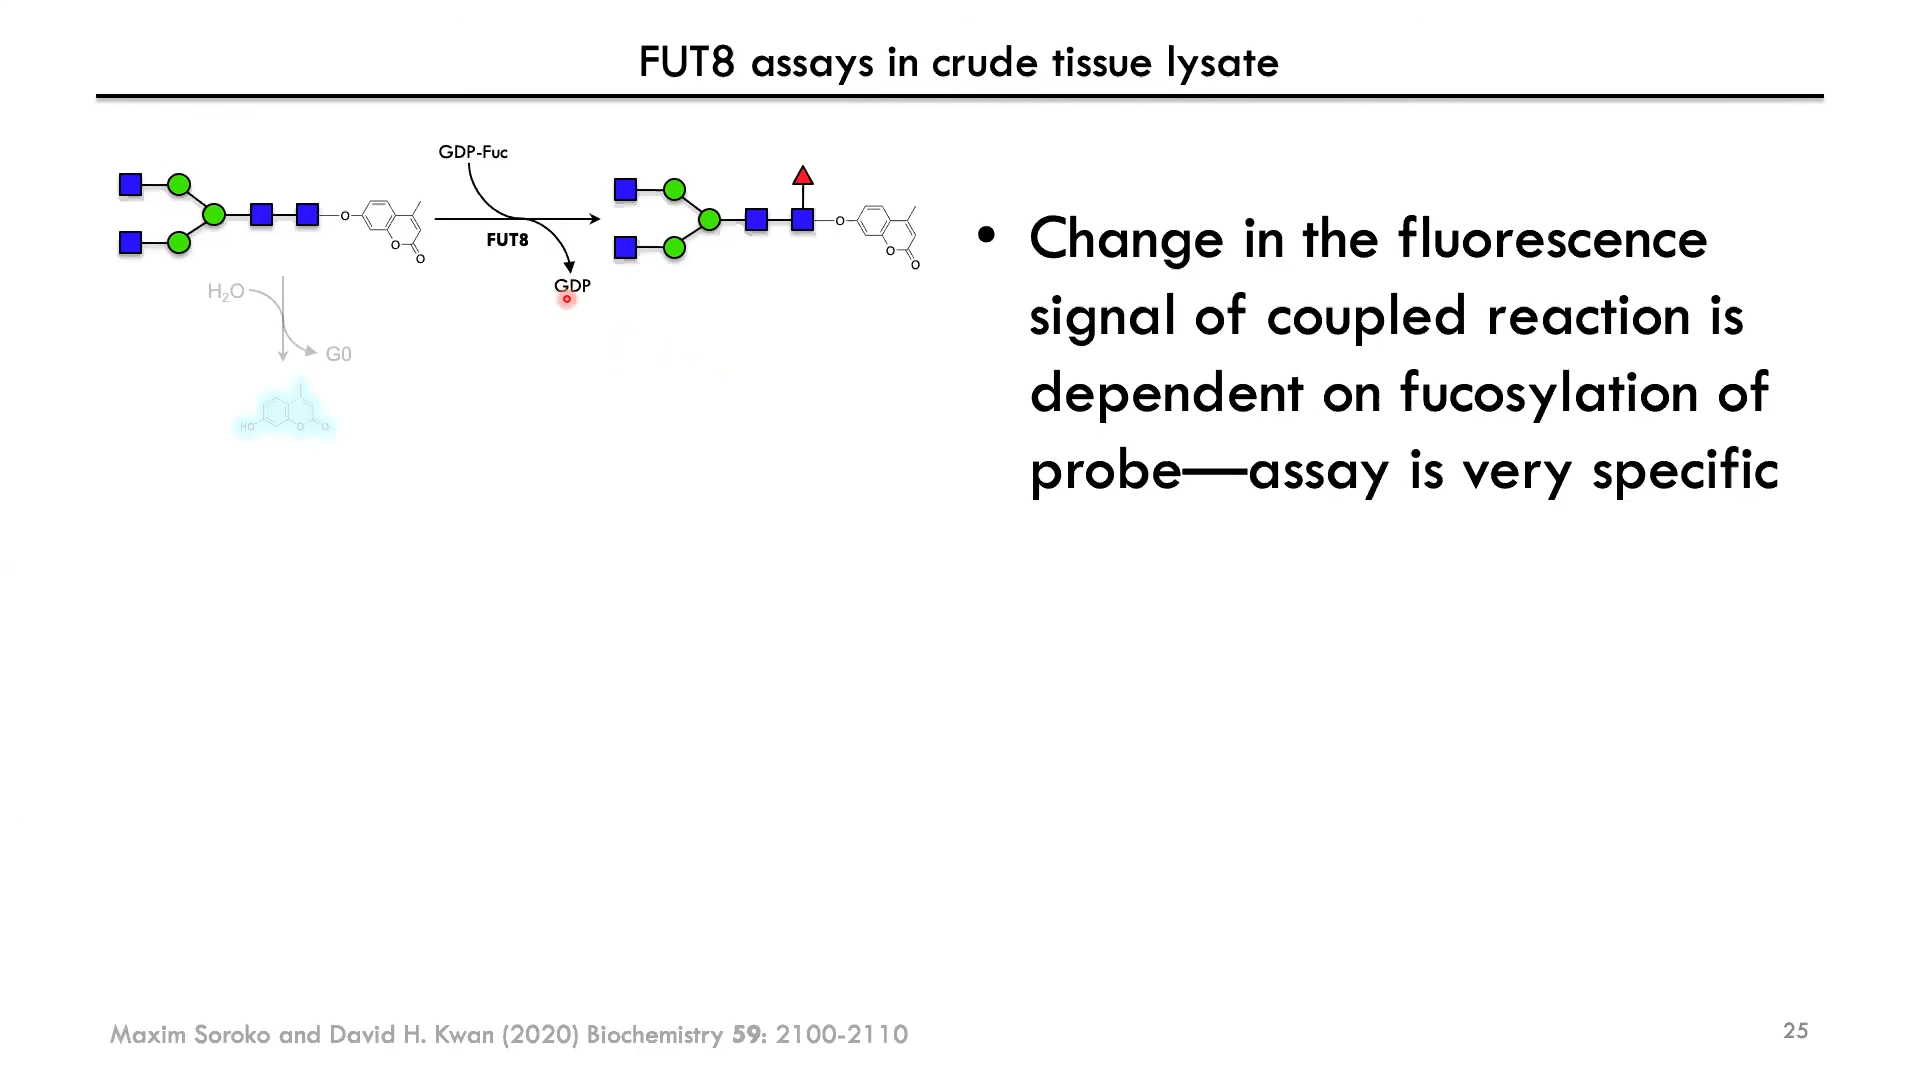 FUT8 assays in crude tissue lysate
GDP-Fuc
FUT8
GDP
O
O
O
O
O
O
H₂O
G0
HO
O
O
• Change in the fluorescence
signal of coupled reaction is
dependent on fucosylation of
probe—assay is very specific
Maxim Soroko and David H. Kwan (2020) Biochemistry 59: 2100-2110
25